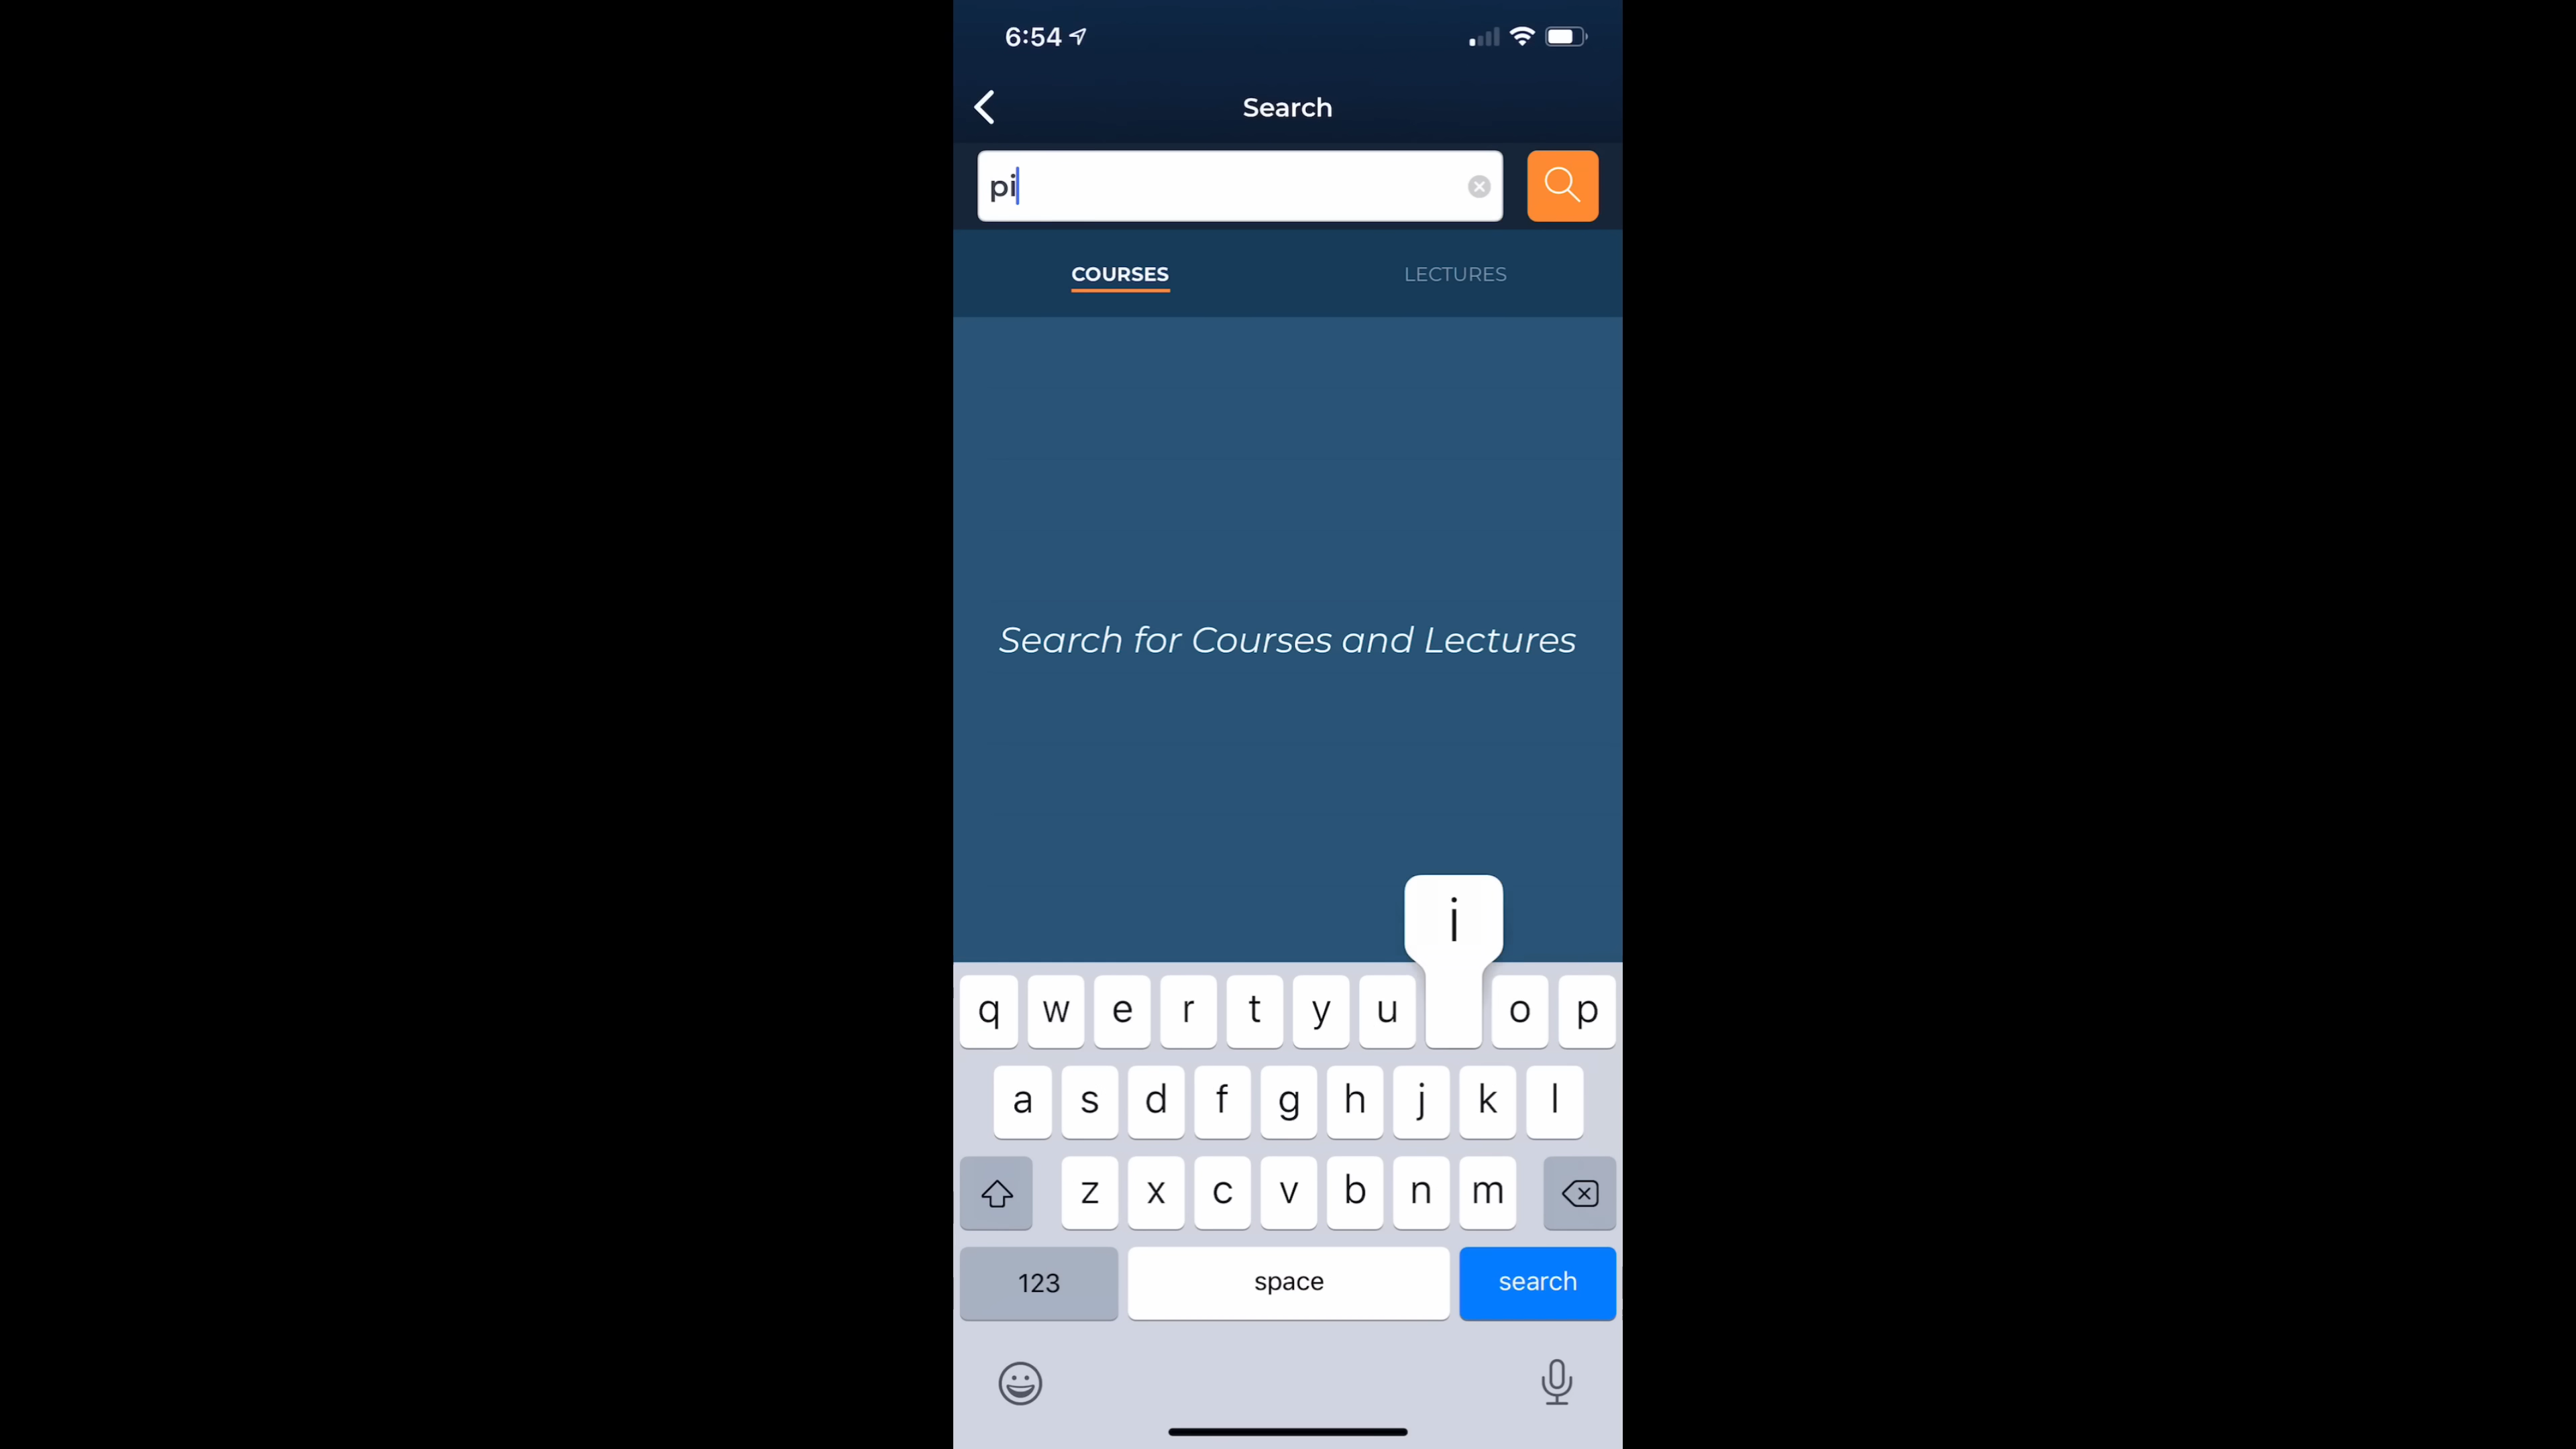 6:54
Search
pi
COURSES LECTURES
Search for Courses and Lectures
i
q w e r t y u o p
a s d f g h j k l
z x c v b n m
123 space search